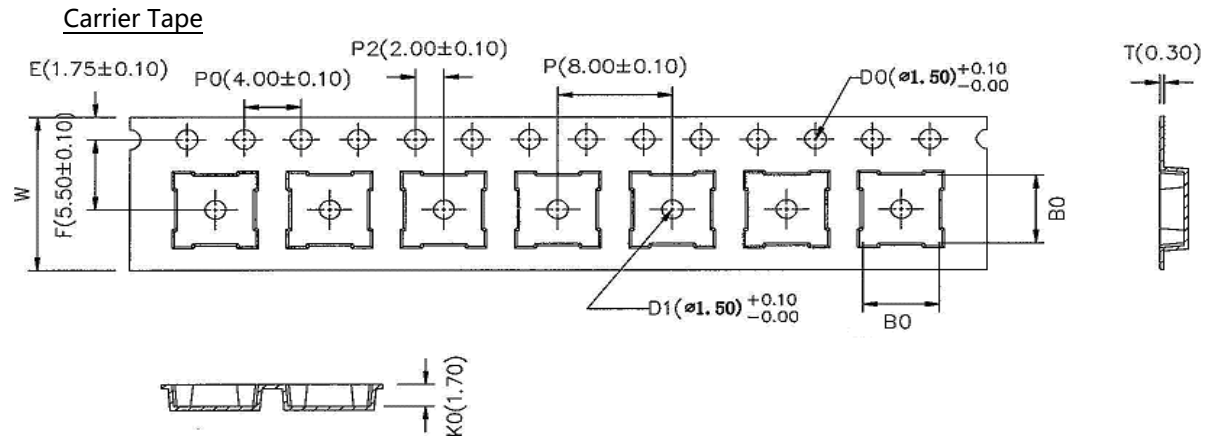 Carrier Tape
P2(2.00±0.10)
E(1.75±0.10)
P0(4.00±0.10)
P(8.00±0.10)
D0(⌀1.50)+0.10 -0.00
T(0.30)
W
F(5.50±0.10)
B0
D1(⌀1.50)+0.10 -0.00
B0
K0(1.70)